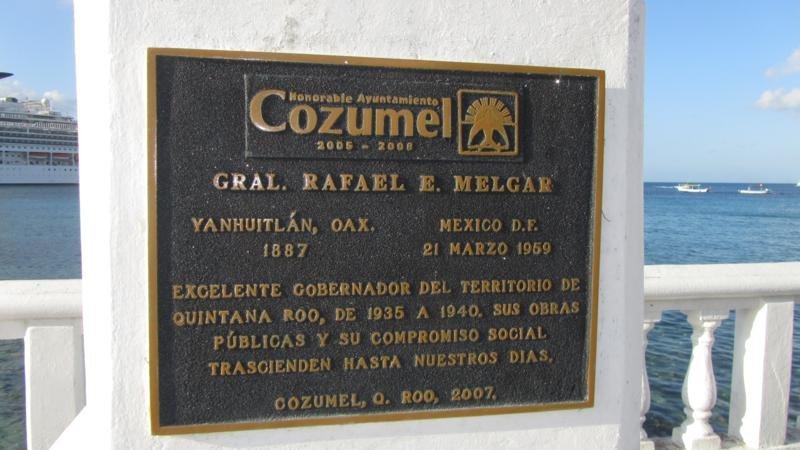 Honorable Ayuntamiento
Cozumel
2005 - 2008
GRAL. RAFAEL E. MELGAR
YANHUITLÁN, OAX.
1887
MEXICO D.F.
21 MARZO 1959
EXCELENTE GOBERNADOR DEL TERRITORIO DE
QUINTANA ROO, DE 1935 A 1940. SUS OBRAS
PÚBLICAS Y SU COMPROMISO SOCIAL
TRASCIENDEN HASTA NUESTROS DIAS.
COZUMEL, Q. ROO, 2007.